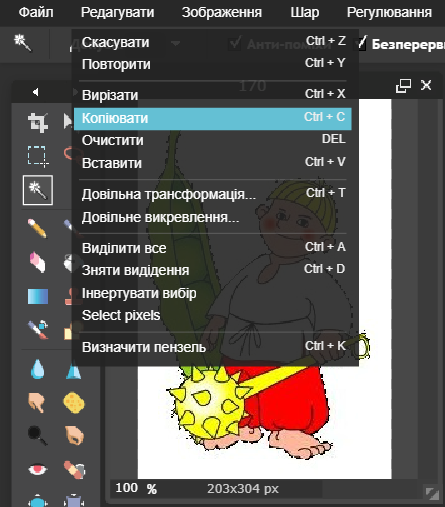 Файл Редагувати Зображення Шар Регулювання
Анти-пом Безперерв
Скасувати Ctrl + Z
Повторити Ctrl + Y
170
Вирізати Ctrl + X
Копіювати Ctrl + C
Очистити DEL
Вставити Ctrl + V
Довільна трансформація... Ctrl + T
Довільне викревлення...
Виділити все Ctrl + A
Зняти видідення Ctrl + D
Інвертувати вибір
Select pixels
Визначити пензель Ctrl + K
100 % 203x304 px